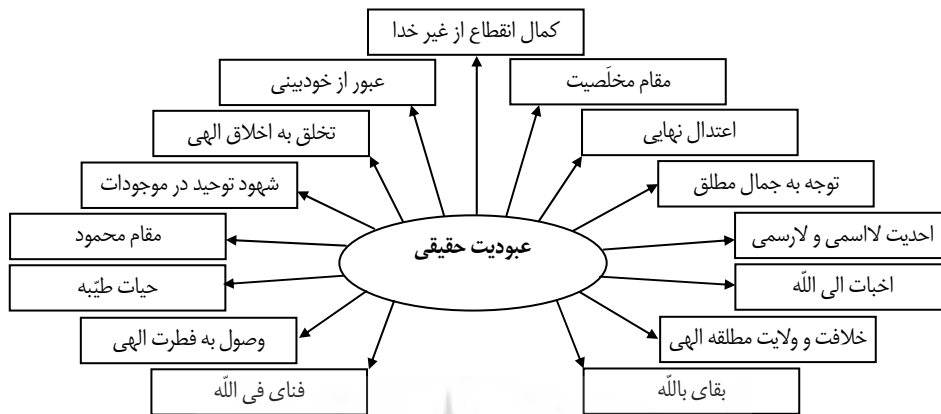 کمال انقطاع از غیر خدا
مقام مخلَصیت
عبور از خودبینی
اعتدال نهایی
تخلق به اخلاق الهی
توجه به جمال مطلق
شهود توحید در موجودات
احدیت لااسمی و لارسمی
مقام محمود
عبودیت حقیقی
اخبات الی اللّه
حیات طیّبه
خلافت و ولایت مطلقه الهی
وصول به فطرت الهی
بقای باللّه
فنای فی اللّه